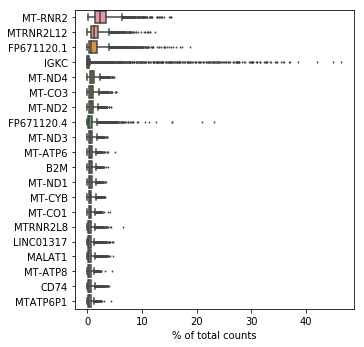 MT-RNR2
MTRNR2L12
FP671120.1
IGKC
MT-ND4
MT-CO3
MT-ND2
FP671120.4
MT-ND3
MT-ATP6
B2M
MT-ND1
MT-CYB
MT-CO1
MTRNR2L8
LINC01317
MALAT1
MT-ATP8
CD74
MTATP6P1
0 10 20 30 40
% of total counts